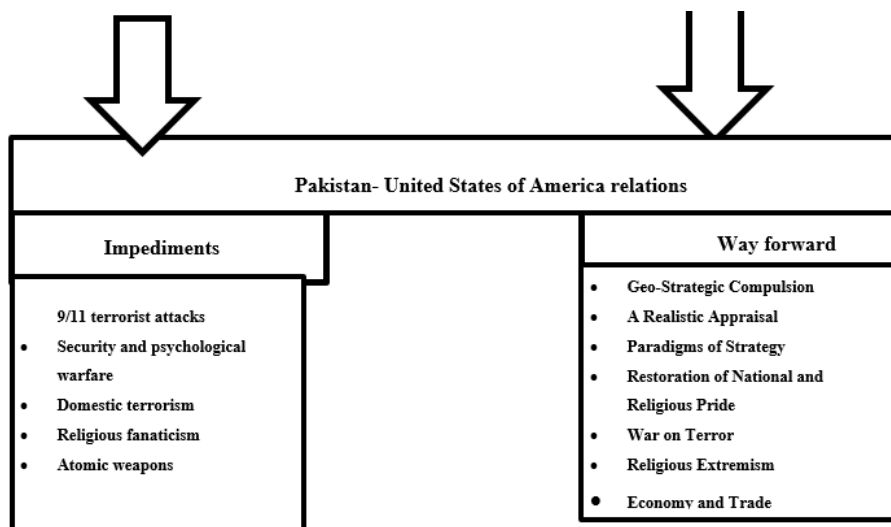 Pakistan- United States of America relations
Impediments
9/11 terrorist attacks
• Security and psychological
warfare
• Domestic terrorism
• Religious fanaticism
• Atomic weapons
Way forward
• Geo-Strategic Compulsion
• A Realistic Appraisal
• Paradigms of Strategy
• Restoration of National and
Religious Pride
• War on Terror
• Religious Extremism
• Economy and Trade